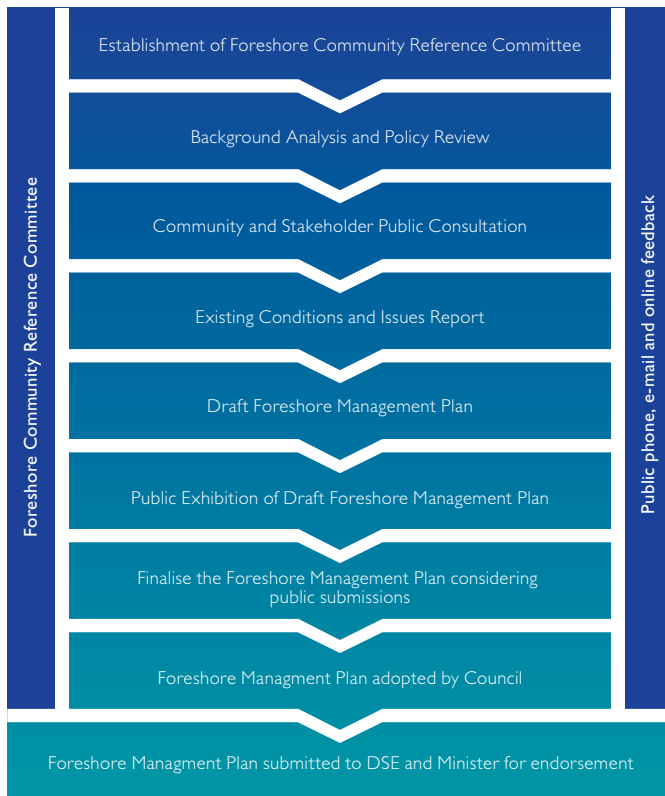 Establishment of Foreshore Community Reference Committee
Background Analysis and Policy Review
Community and Stakeholder Public Consultation
Existing Conditions and Issues Report
Draft Foreshore Management Plan
Public Exhibition of Draft Foreshore Management Plan
Finalise the Foreshore Management Plan considering
public submissions
Foreshore Managment Plan adopted by Council
Foreshore Managment Plan submitted to DSE and Minister for endorsement
Foreshore Community Reference Committee
Public phone, e-mail and online feedback